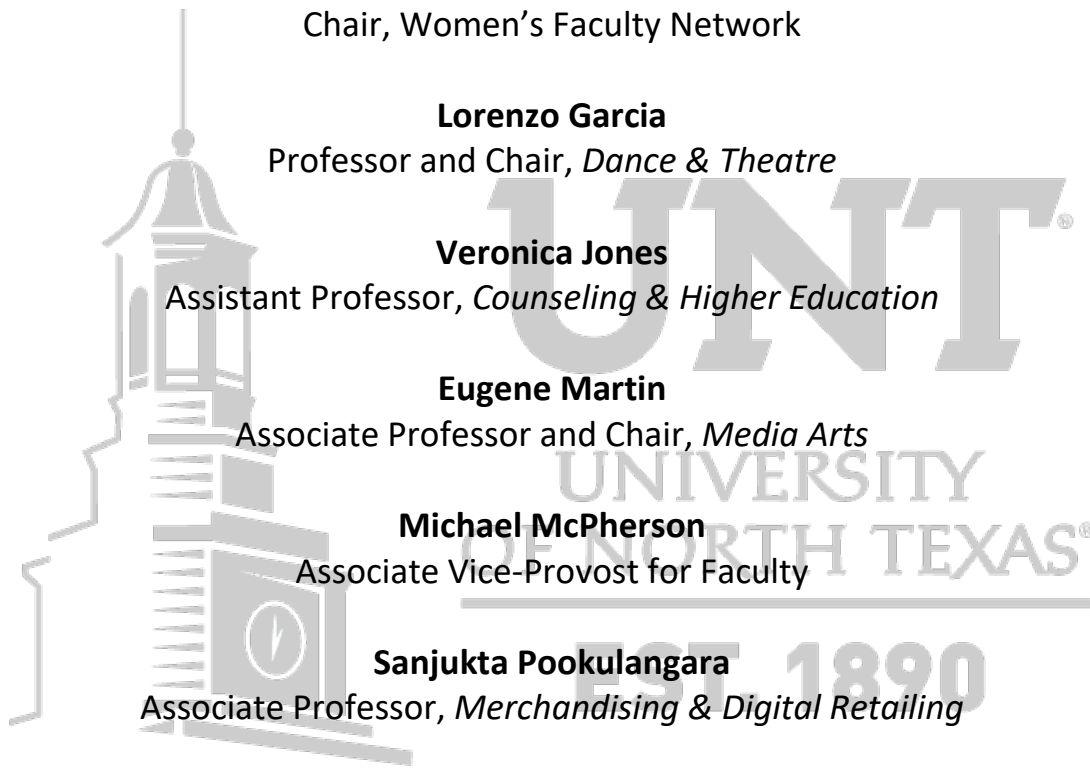 Chair, Women’s Faculty Network
Lorenzo Garcia
Professor and Chair, Dance & Theatre
Veronica Jones
Assistant Professor, Counseling & Higher Education
Eugene Martin
Associate Professor and Chair, Media Arts
Michael McPherson
Associate Vice-Provost for Faculty
Sanjukta Pookulangara
Associate Professor, Merchandising & Digital Retailing
UNT®
UNIVERSITY
OF NORTH TEXAS®
EST. 1890